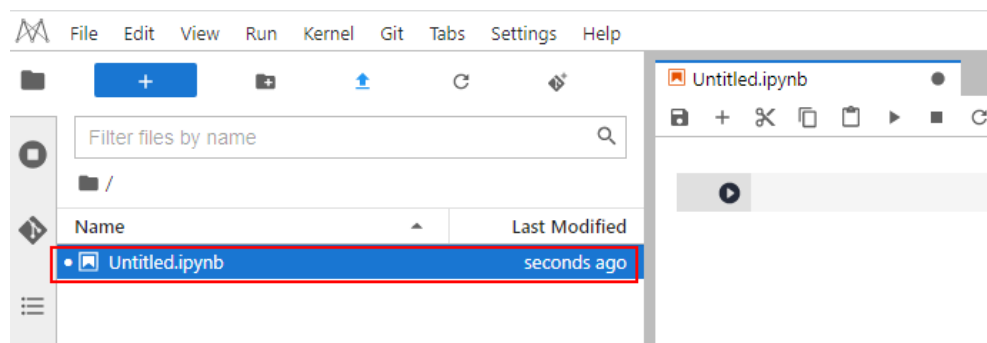 File Edit View Run Kernel Git Tabs Settings Help
Untitled.ipynb
Filter files by name
/
Name Last Modified
Untitled.ipynb seconds ago